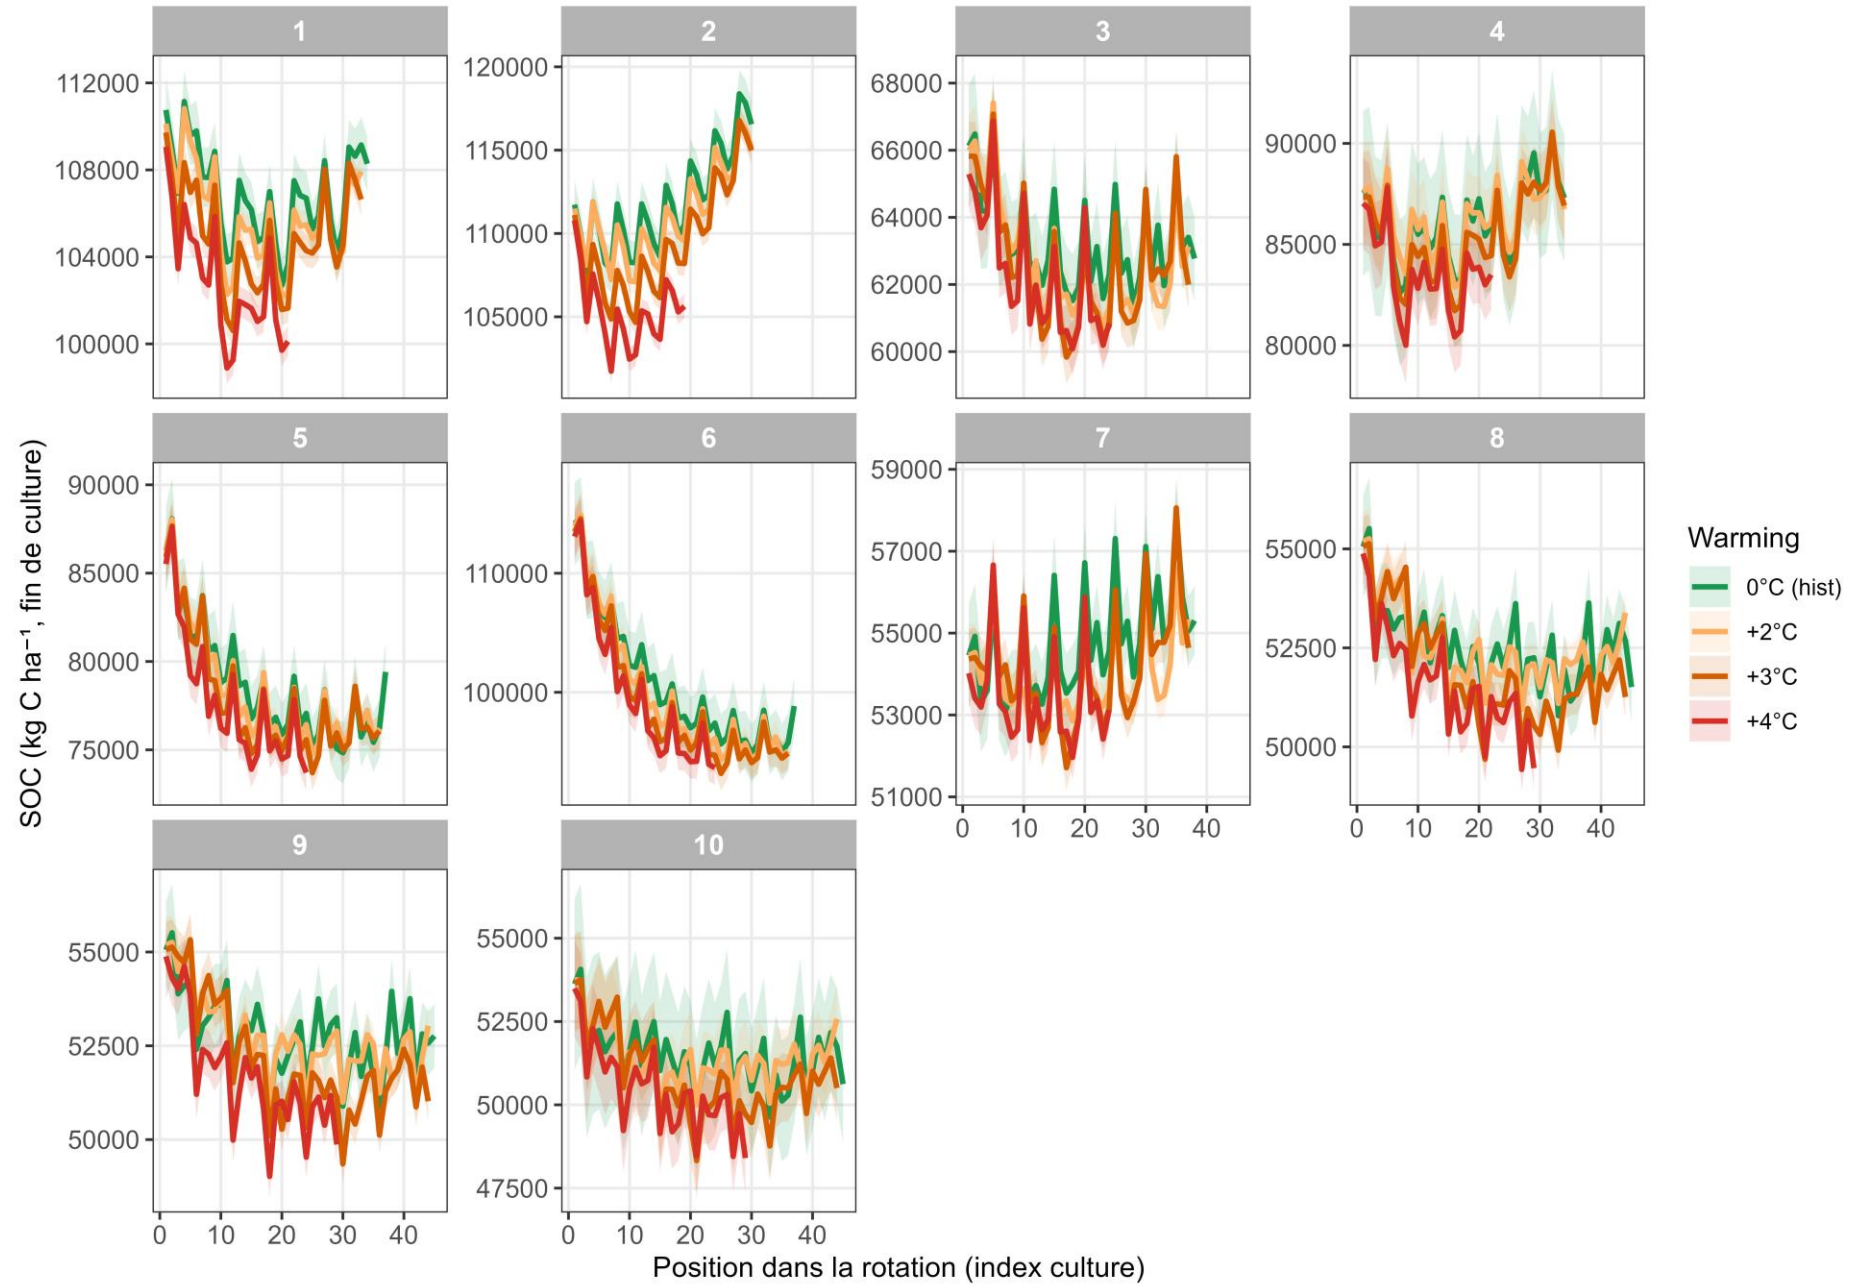 1 2 3 4
112000
108000
104000
100000
120000
115000
110000
105000
68000
66000
64000
62000
60000
90000
85000
80000
5 6 7 8
90000
85000
80000
75000
110000
100000
59000
57000
55000
53000
51000
0 10 20 30 40
55000
52500
50000
0 10 20 30 40
9 10
55000
52500
50000
0 10 20 30 40
55000
52500
50000
47500
0 10 20 30 40
SOC (kg C ha⁻¹, fin de culture)
Position dans la rotation (index culture)
Warming
0°C (hist)
+2°C
+3°C
+4°C